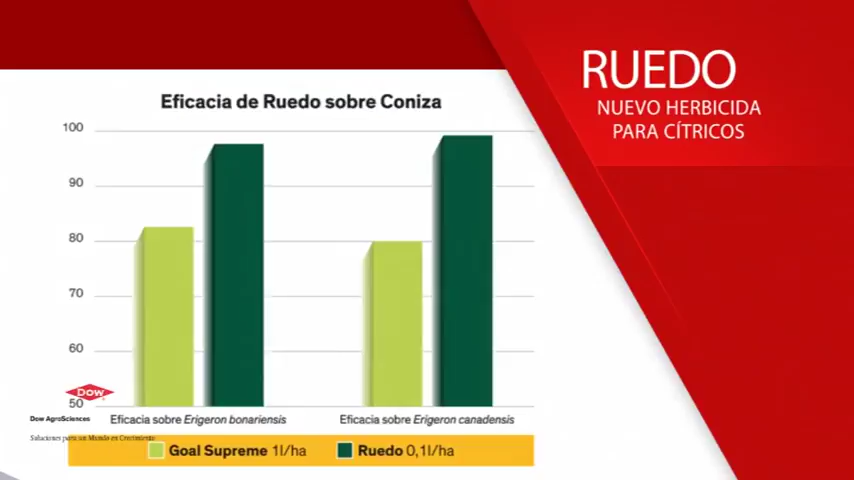 RUEDO
NUEVO HERBICIDA
PARA CÍTRICOS
Eficacia de Ruedo sobre Coniza
100
90
80
70
60
50
Eficacia sobre Erigeron bonariensis
Eficacia sobre Erigeron canadensis
Goal Supreme 1l/ha
Ruedo 0,1l/ha
Dow
Dow AgroSciences
Soluciones para un Mundo en Crecimiento